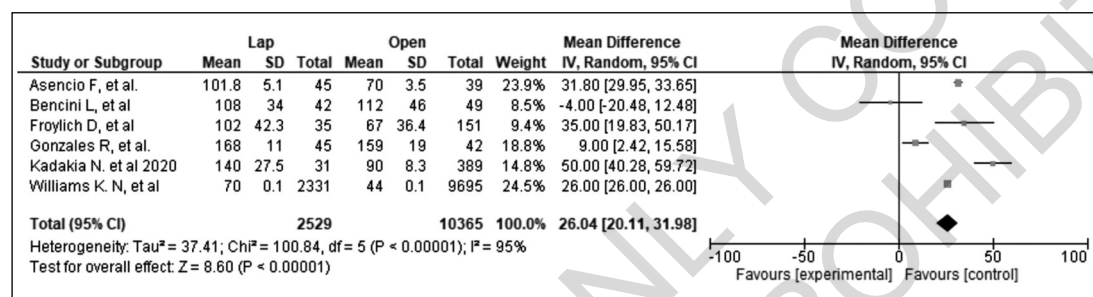 Lap Open Mean Difference Mean Difference
Study or Subgroup Mean SD Total Mean SD Total Weight IV, Random, 95% CI IV, Random, 95% CI
Asencio F, et al. 101.8 5.1 45 70 3.5 39 23.9% 31.80 [29.95, 33.65]
Bencini L, et al 108 34 42 112 46 49 8.5% -4.00 [-20.48, 12.48]
Froylich D, et al 102 42.3 35 67 36.4 151 9.4% 35.00 [19.83, 50.17]
Gonzales R, et al. 168 11 45 159 19 42 18.8% 9.00 [2.42, 15.58]
Kadakia N. et al 2020 140 27.5 31 90 8.3 389 14.8% 50.00 [40.28, 59.72]
Williams K. N, et al 70 0.1 2331 44 0.1 9695 24.5% 26.00 [26.00, 26.00]
Total (95% CI) 2529 10365 100.0% 26.04 [20.11, 31.98]
Heterogeneity: Tau² = 37.41; Chi² = 100.84, df = 5 (P < 0.00001); I² = 95%
Test for overall effect: Z = 8.60 (P < 0.00001)
-100 -50 0 50 100
Favours [experimental] Favours [control]
NLY CO
OHIBIT